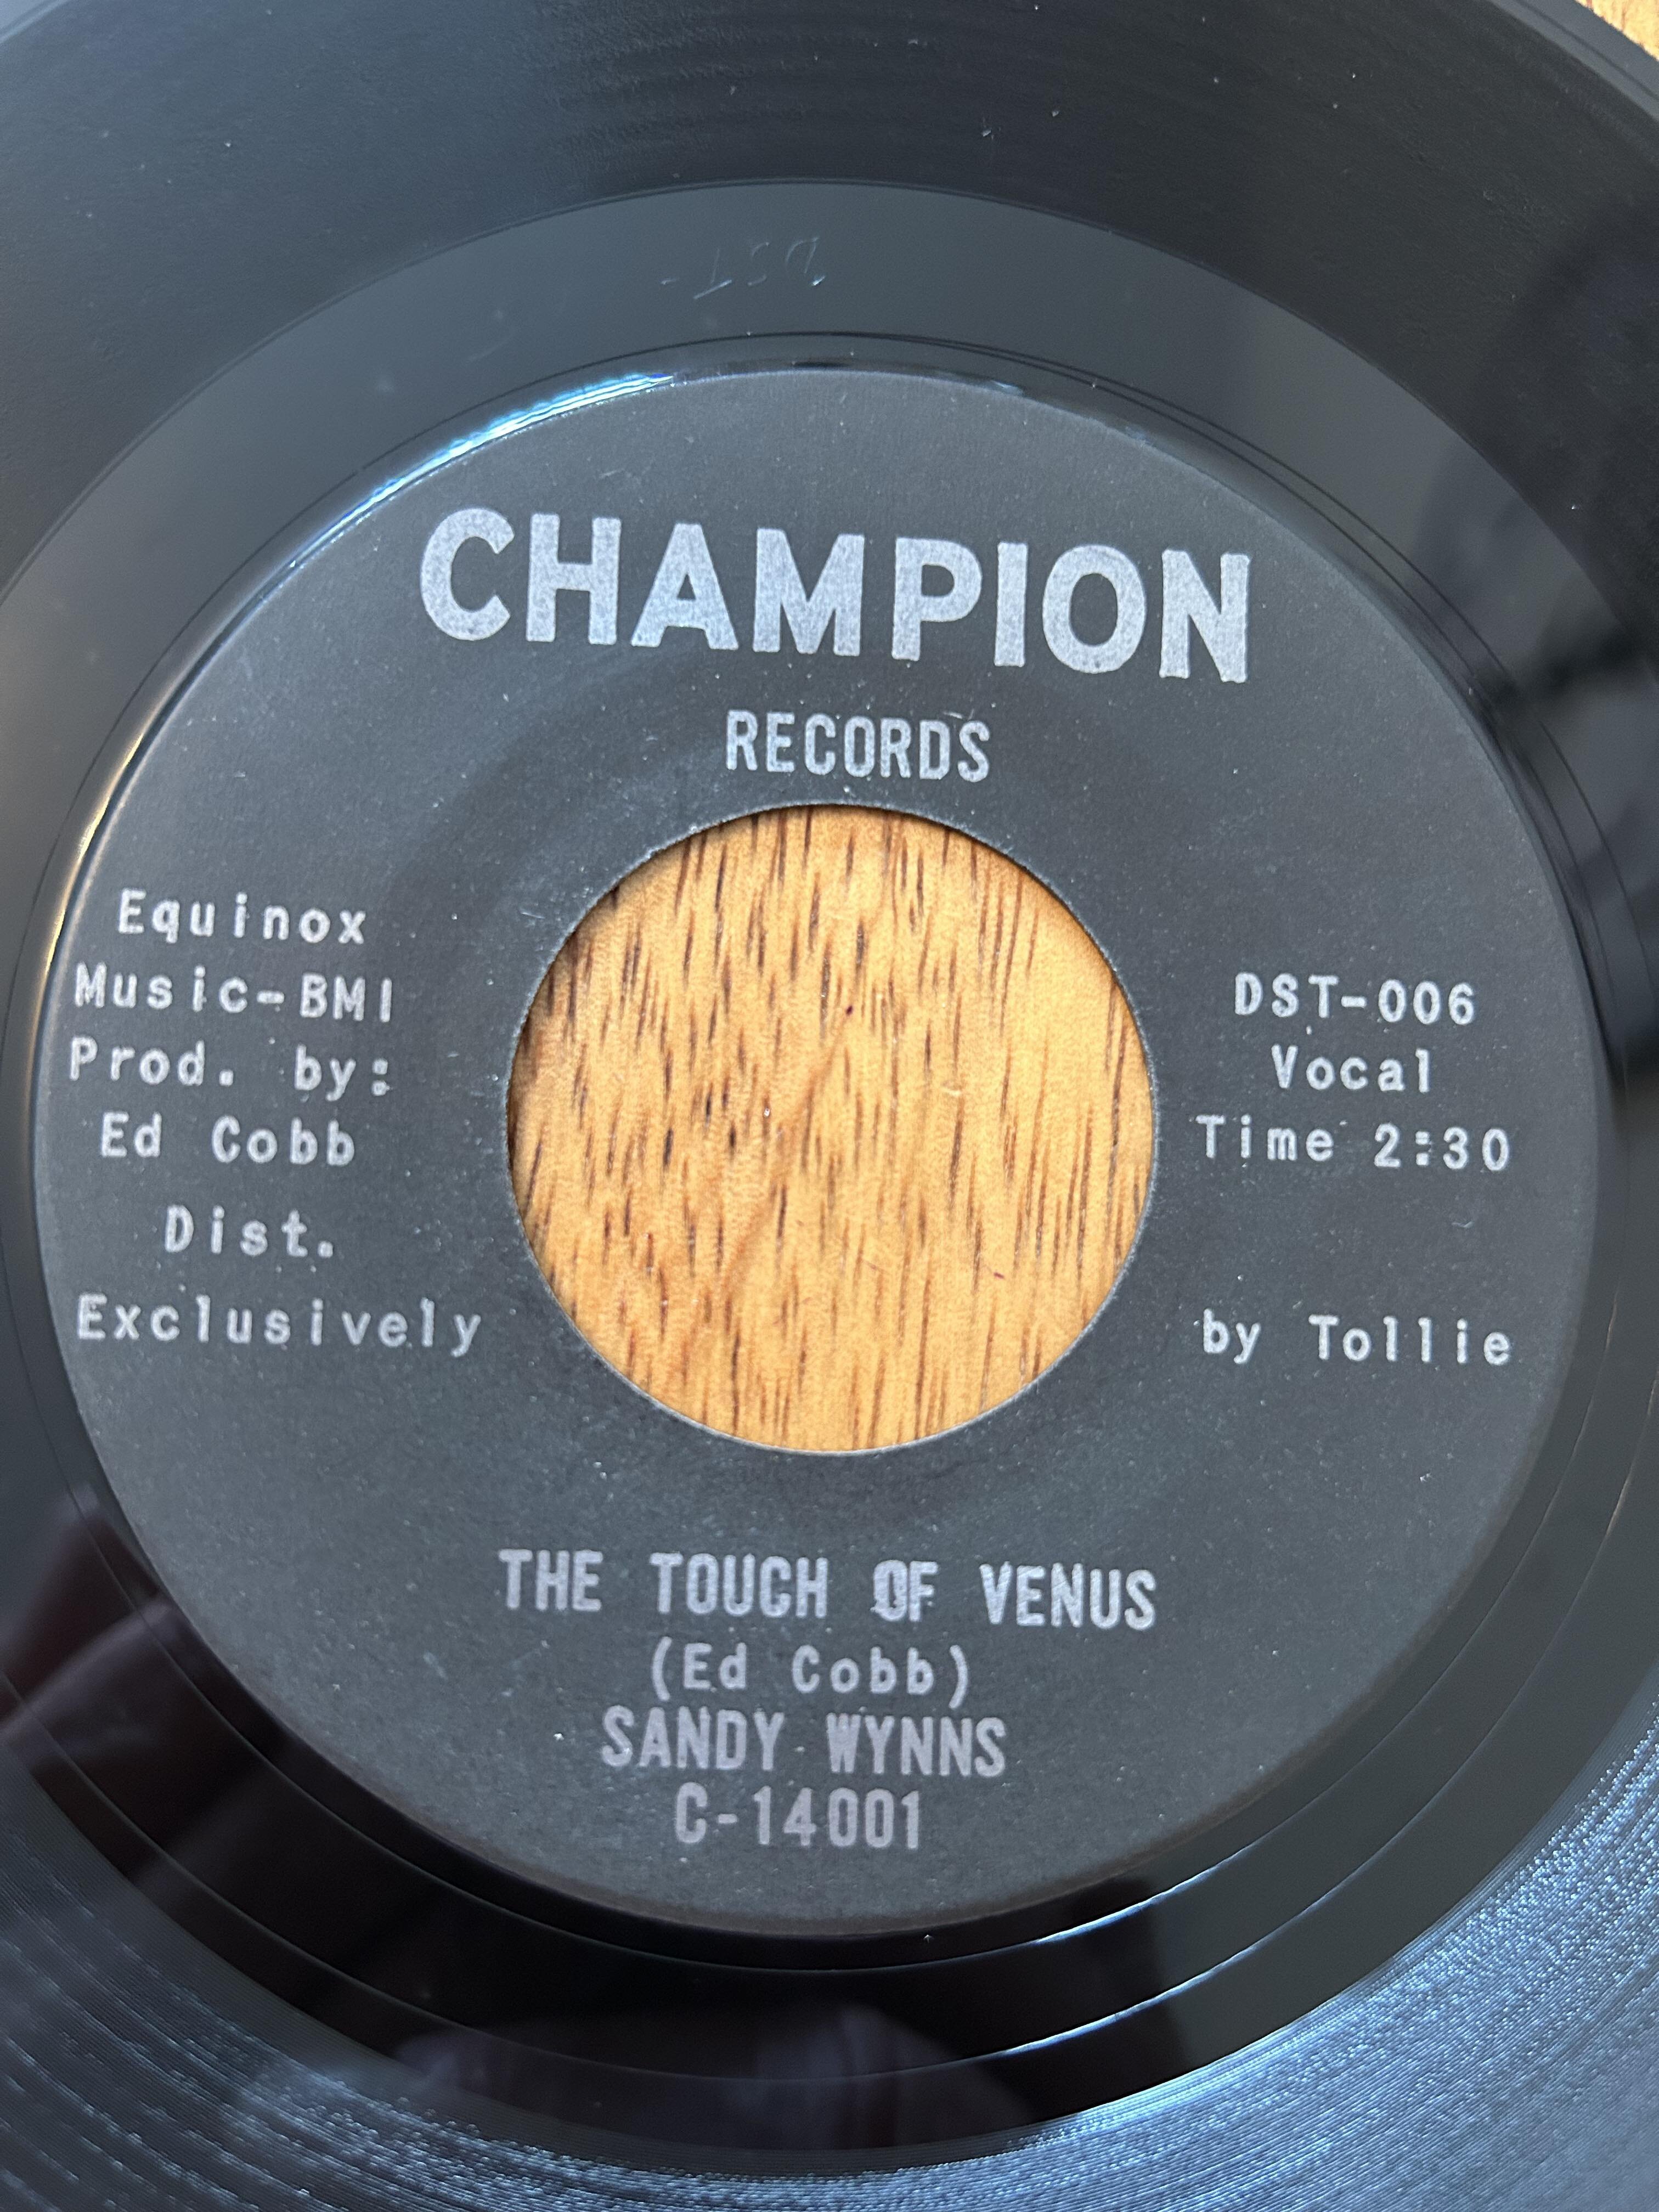 DST-
CHAMPION
RECORDS
Equinox
Music-BMI
Prod. by:
Ed Cobb
Dist.
Exclusively
DST-006
Vocal
Time 2:30
by Tollie
THE TOUCH OF VENUS
(Ed Cobb)
SANDY WYNNS
C-14001